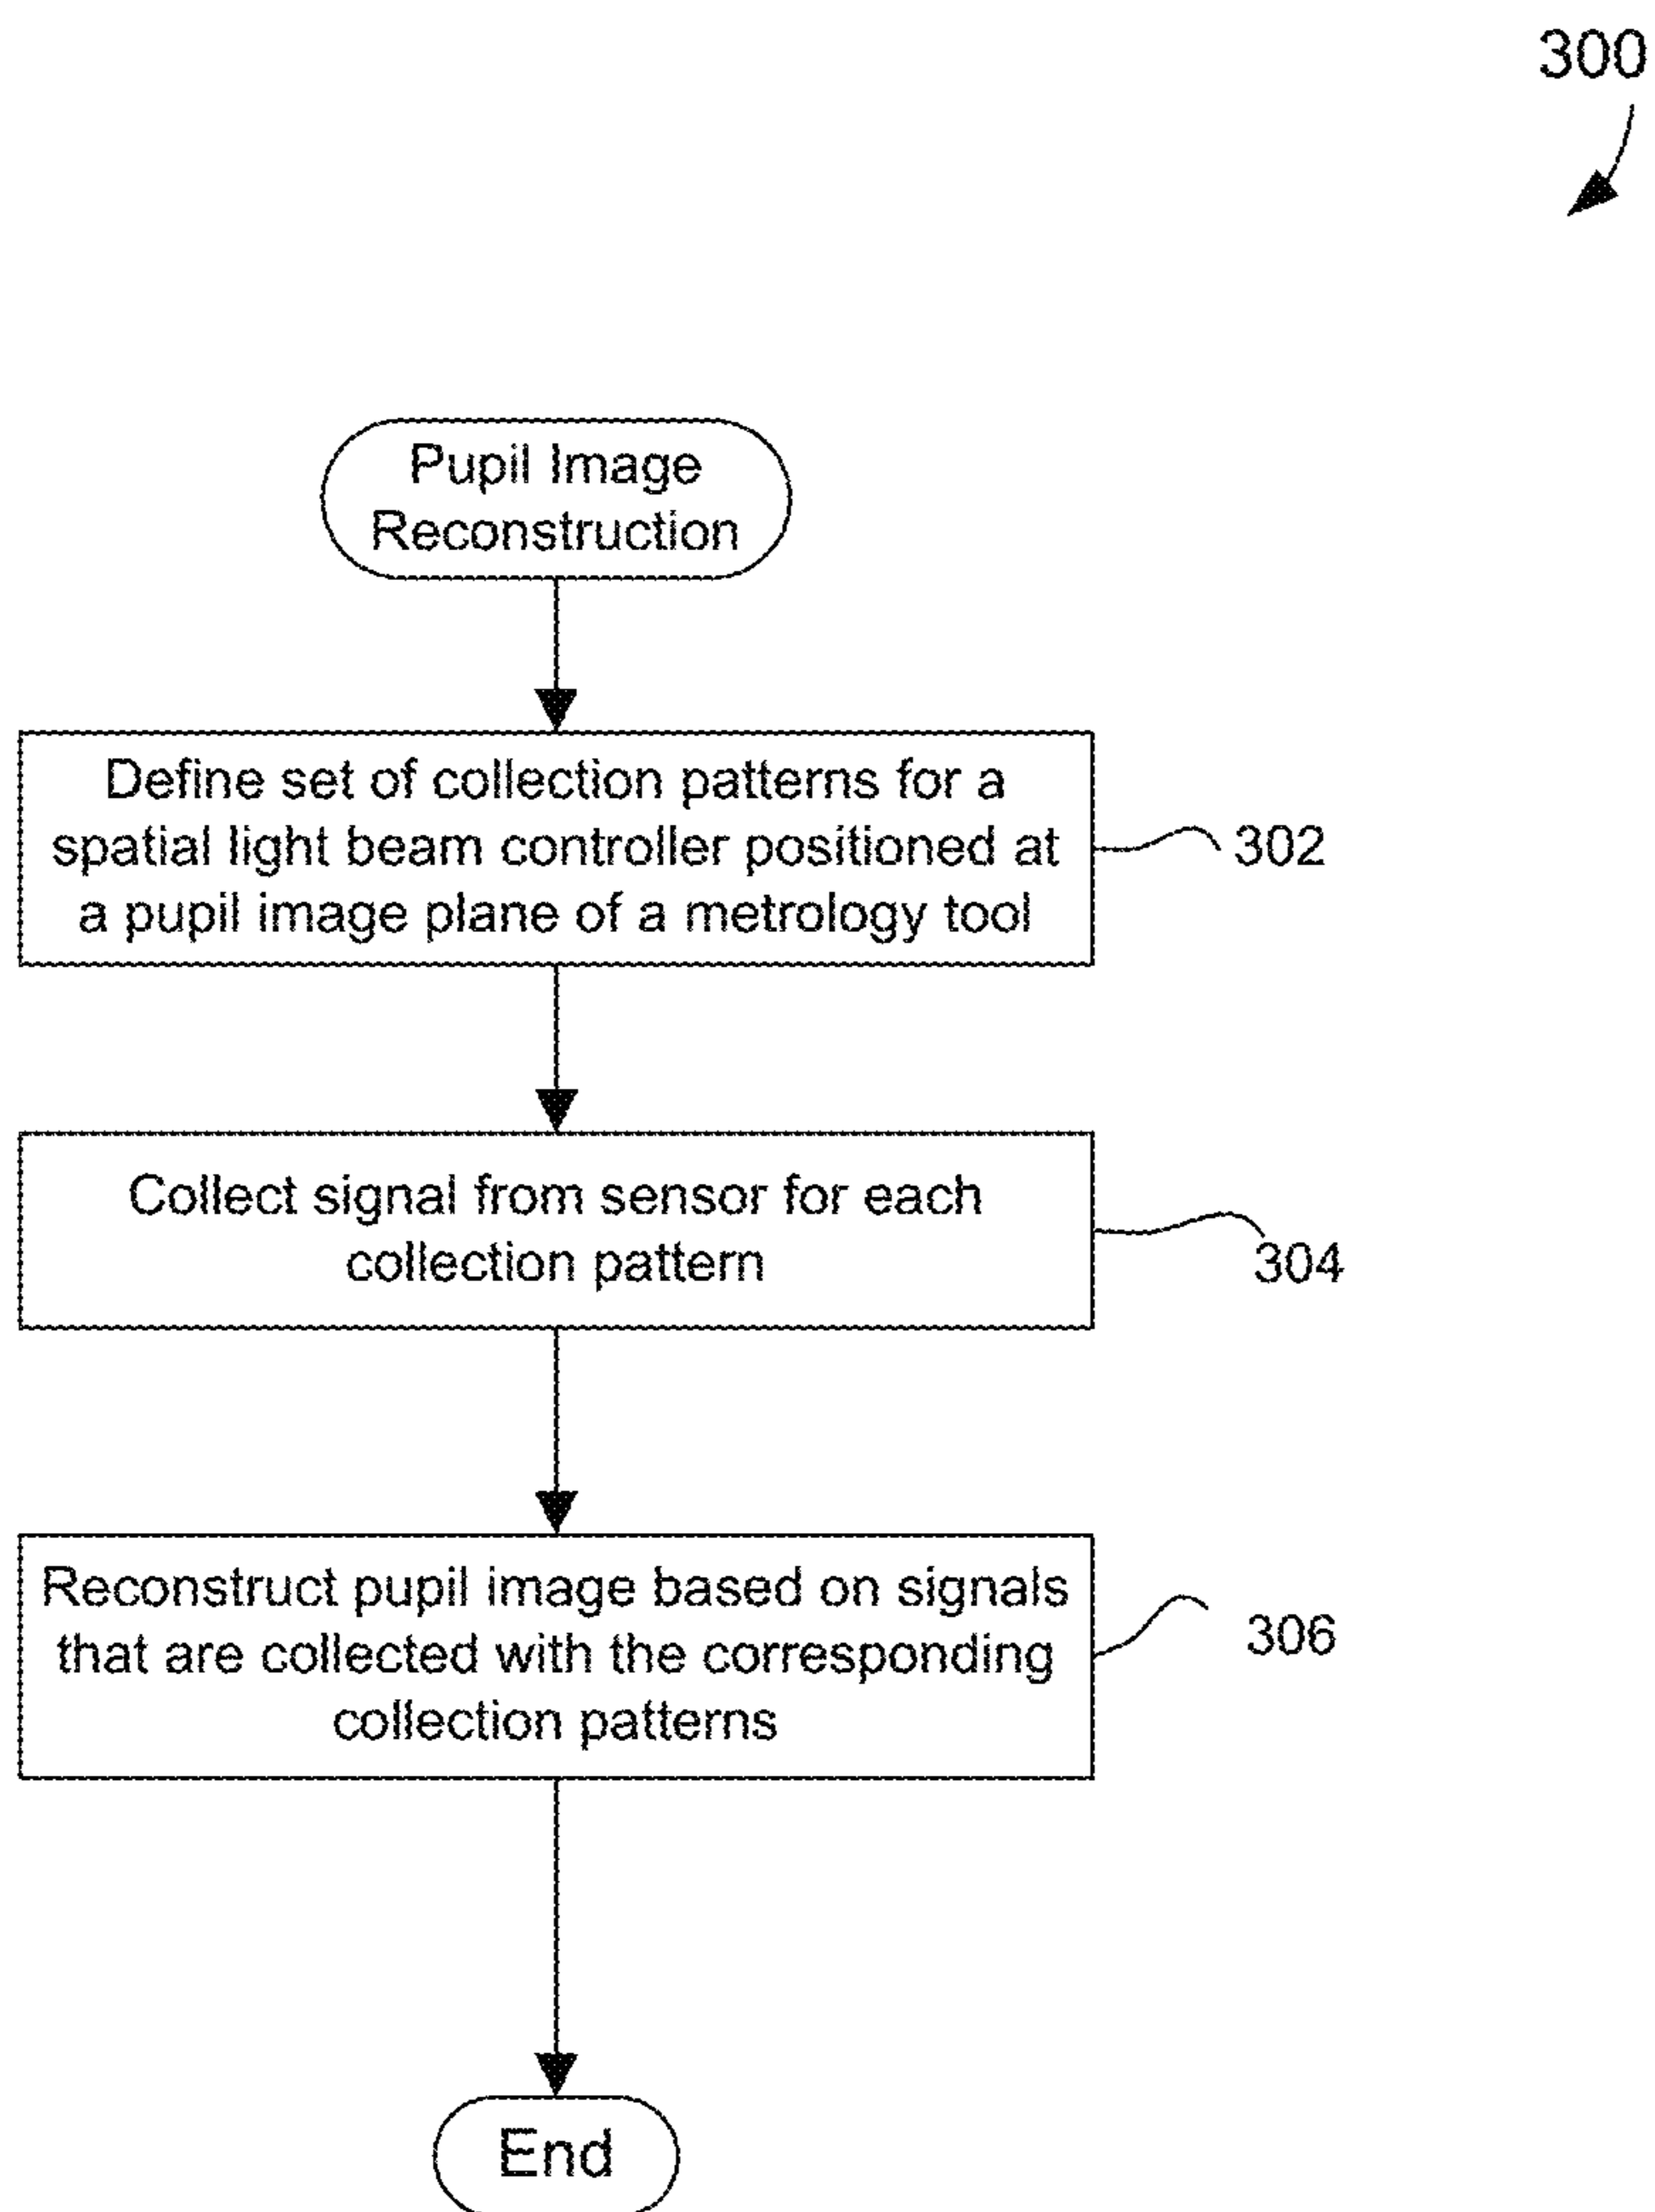 300
Pupil Image
Reconstruction
Define set of collection patterns for a
spatial light beam controller positioned at
a pupil image plane of a metrology tool
302
Collect signal from sensor for each
collection pattern
304
Reconstruct pupil image based on signals
that are collected with the corresponding
collection patterns
306
End